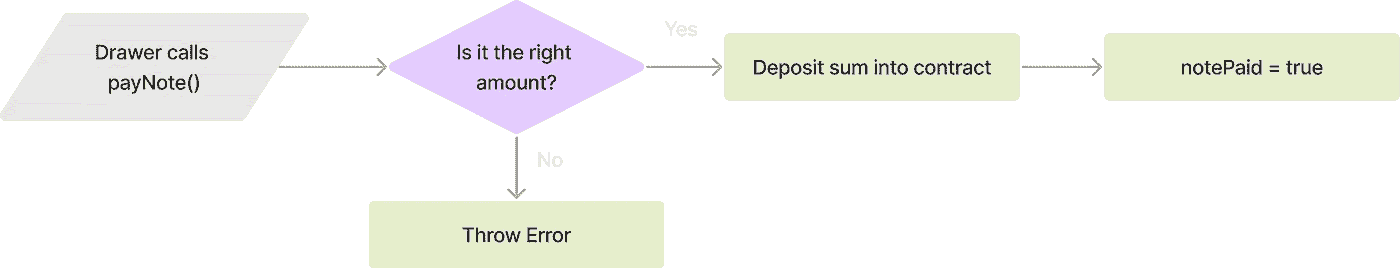 Drawer calls
payNote()
Is it the right
amount?
Yes
Deposit sum into contract
notePaid = true
No
Throw Error